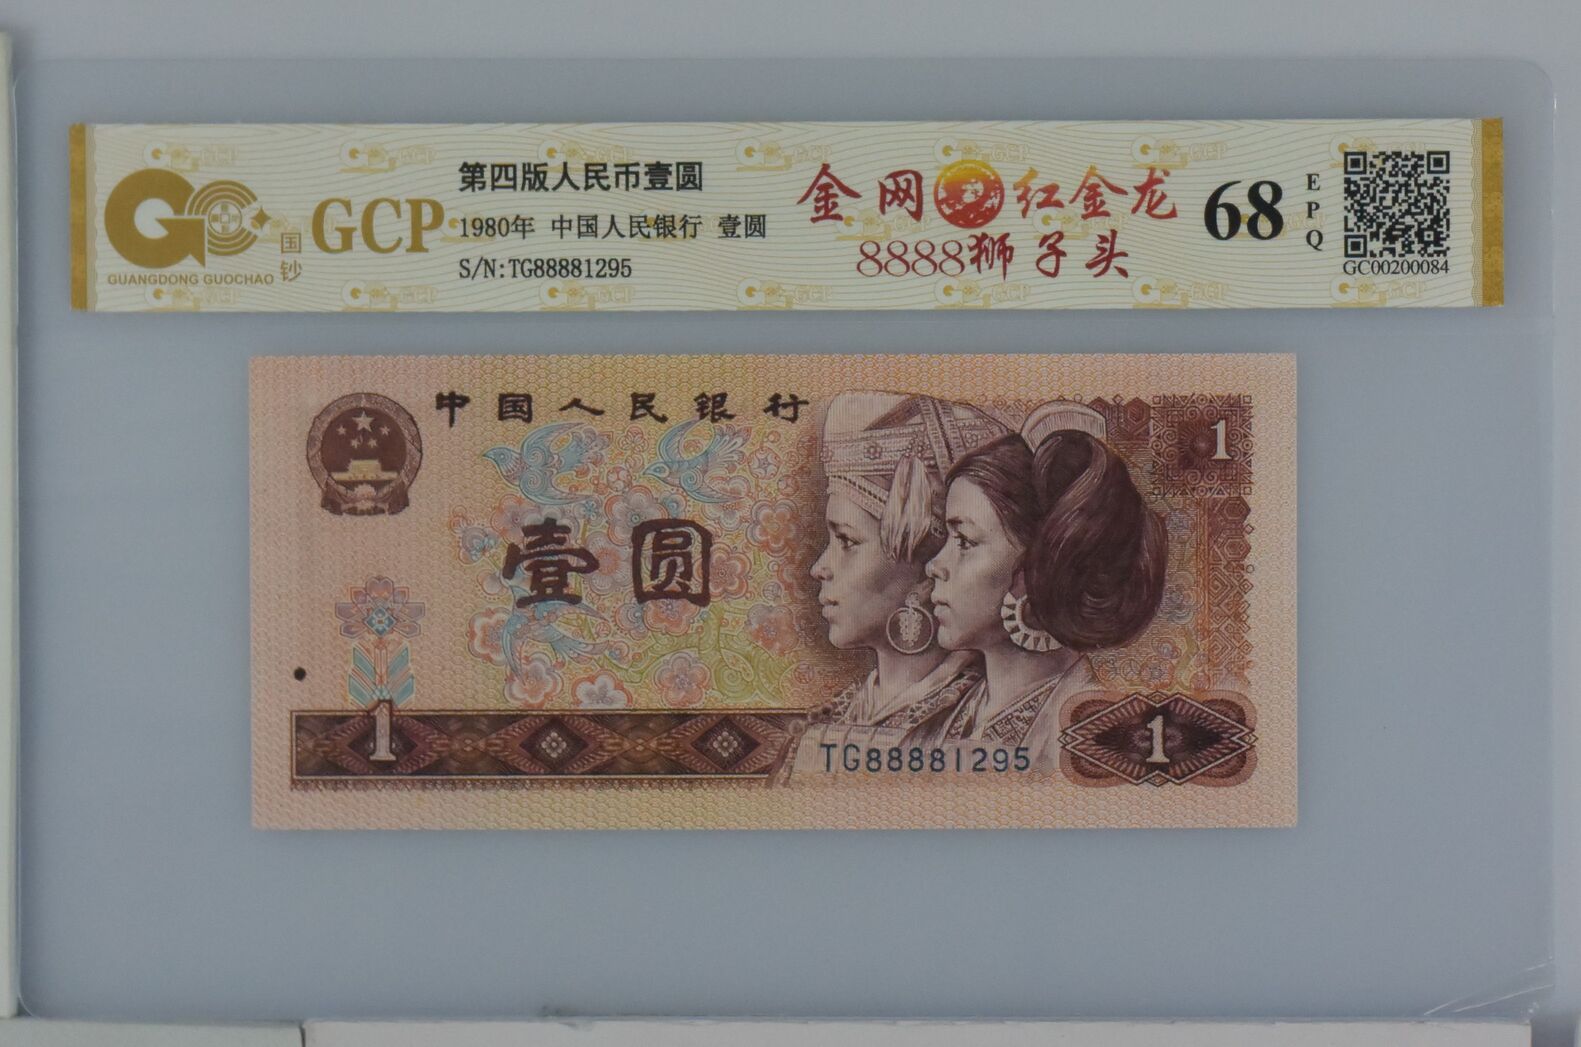 GUANGDONG GUOCHAO
国钞
GCP
第四版人民币壹圆
1980年 中国人民银行 壹圆
S/N:TG88881295
金网 红金龙
8888狮子头
68
EPQ
GC00200084
中国人民银行
1
壹圆
1
TG88881295
1